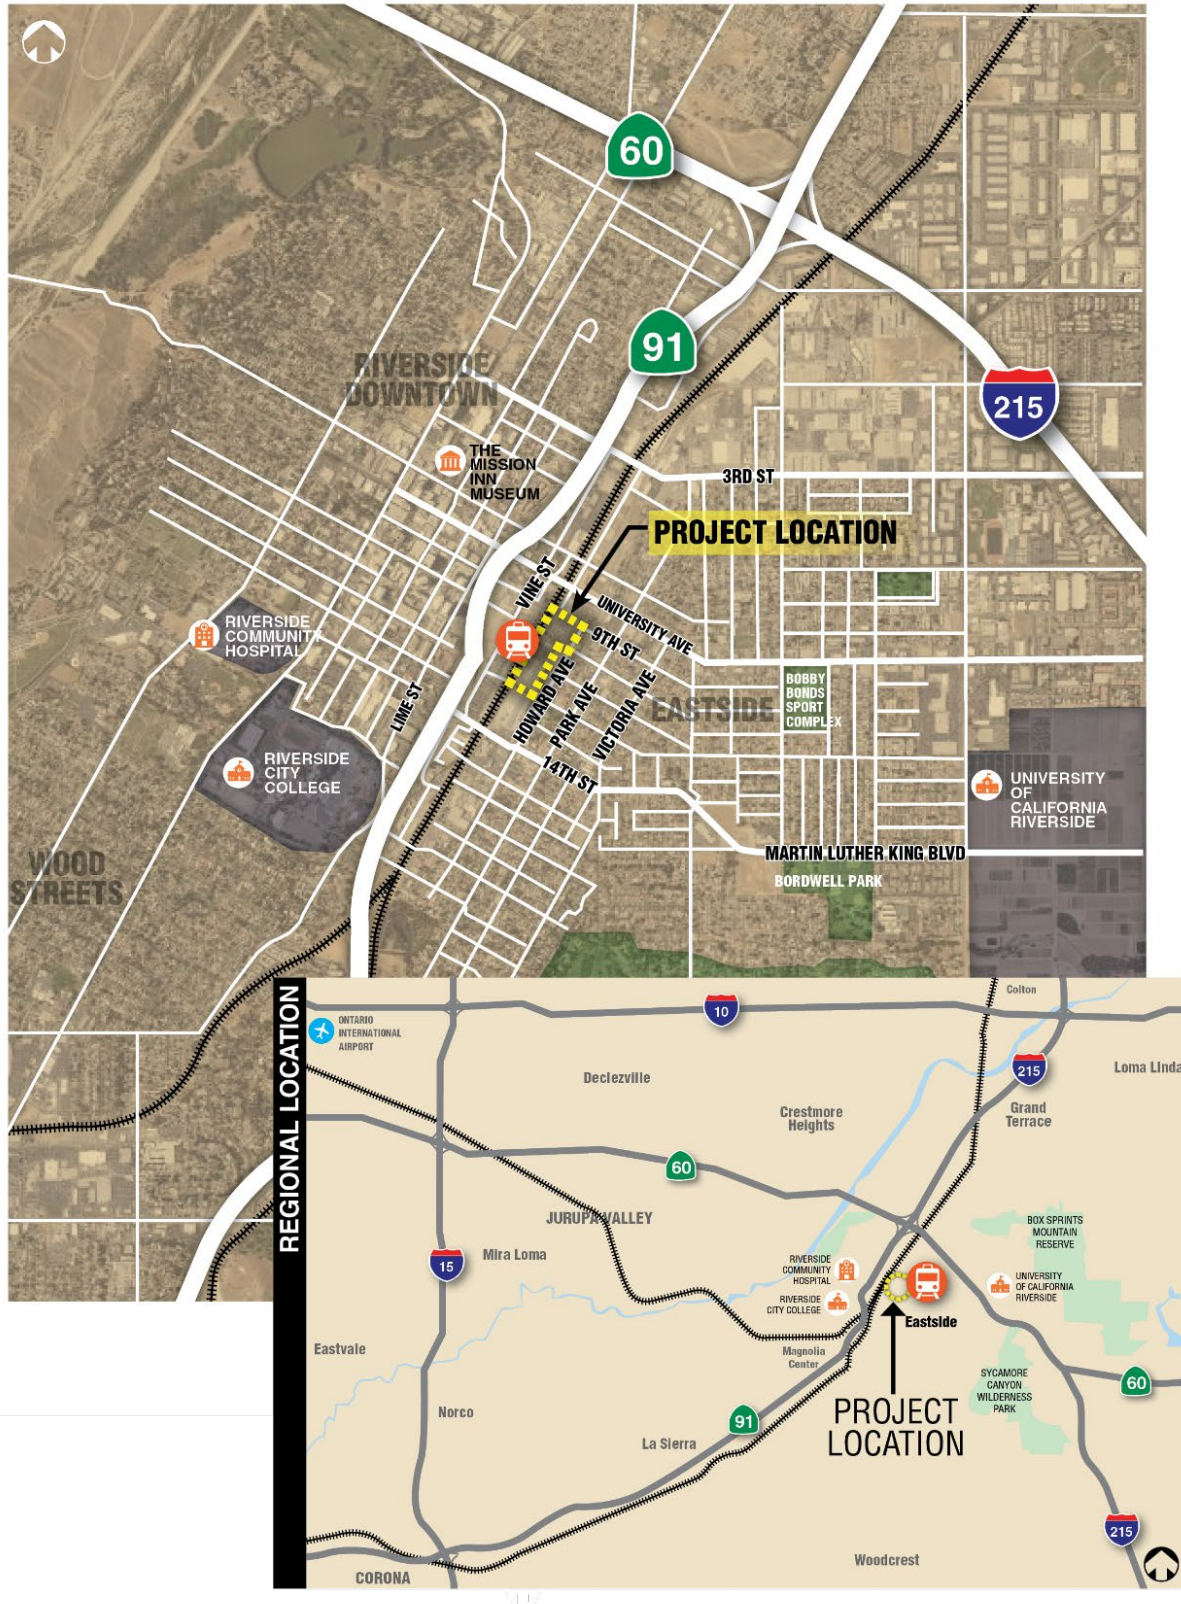 60
91
215
RIVERSIDE
DOWNTOWN
THE
MISSION
INN
MUSEUM
3RD ST
PROJECT LOCATION
VINE ST
UNIVERSITY AVE
9TH ST
RIVERSIDE
COMMUNITY
HOSPITAL
LIME ST
HOWARD AVE
PARK AVE
VICTORIA AVE
EASTSIDE
BOBBY
BONDS
SPORT
COMPLEX
14TH ST
RIVERSIDE
CITY
COLLEGE
UNIVERSITY
OF
CALIFORNIA
RIVERSIDE
WOOD
STREETS
MARTIN LUTHER KING BLVD
BORDWELL PARK
REGIONAL LOCATION
ONTARIO
INTERNATIONAL
AIRPORT
10
Colton
215
Loma Linda
Declezville
Crestmore
Heights
Grand
Terrace
60
JURUPA VALLEY
Mira Loma
15
RIVERSIDE
COMMUNITY
HOSPITAL
RIVERSIDE
CITY COLLEGE
BOX SPRINTS
MOUNTAIN
RESERVE
UNIVERSITY
OF CALIFORNIA
RIVERSIDE
Eastside
Eastvale
Magnolia
Center
SYCAMORE
CANYON
WILDERNESS
PARK
60
Norco
91
PROJECT
LOCATION
La Sierra
215
Woodcrest
CORONA